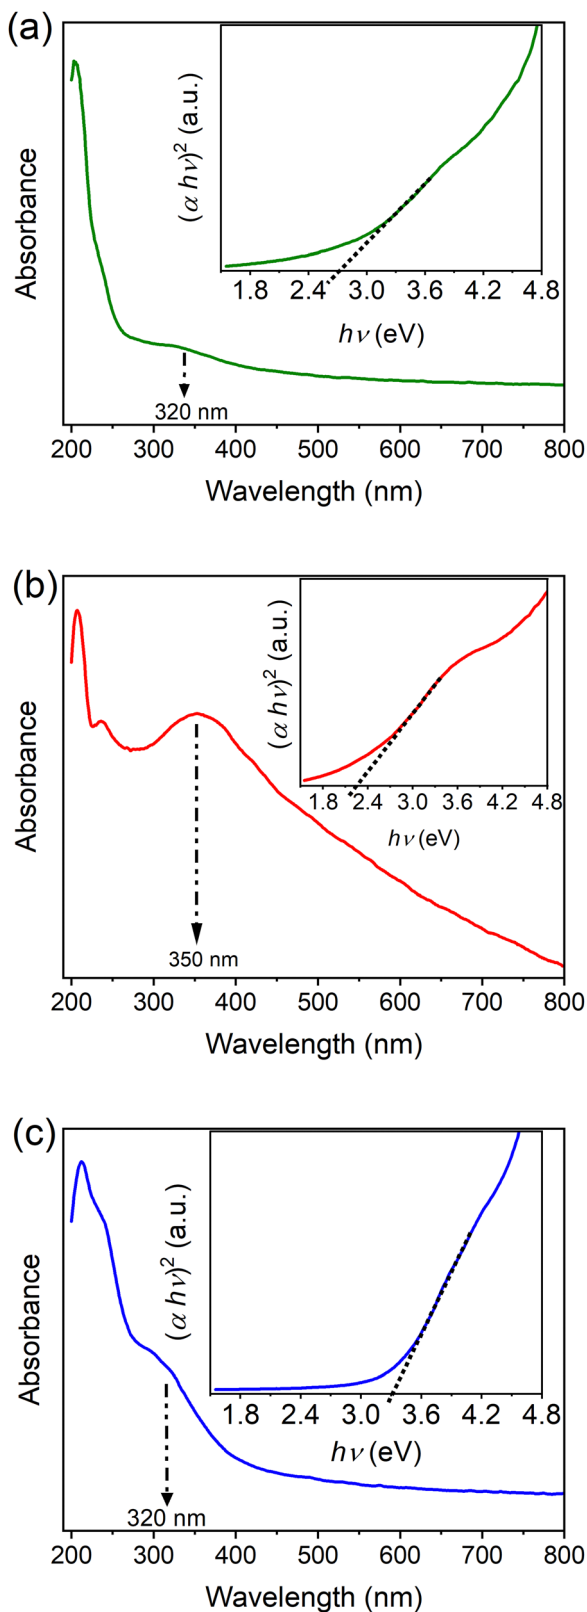 (a)
(α hν)² (a.u.)
1.8 2.4 3.0 3.6 4.2 4.8
hν (eV)
Absorbance
320 nm
200 300 400 500 600 700 800
Wavelength (nm)
(b)
(α hν)² (a.u.)
1.8 2.4 3.0 3.6 4.2 4.8
hν (eV)
Absorbance
350 nm
200 300 400 500 600 700 800
Wavelength (nm)
(c)
(α hν)² (a.u.)
1.8 2.4 3.0 3.6 4.2 4.8
hν (eV)
Absorbance
320 nm
200 300 400 500 600 700 800
Wavelength (nm)